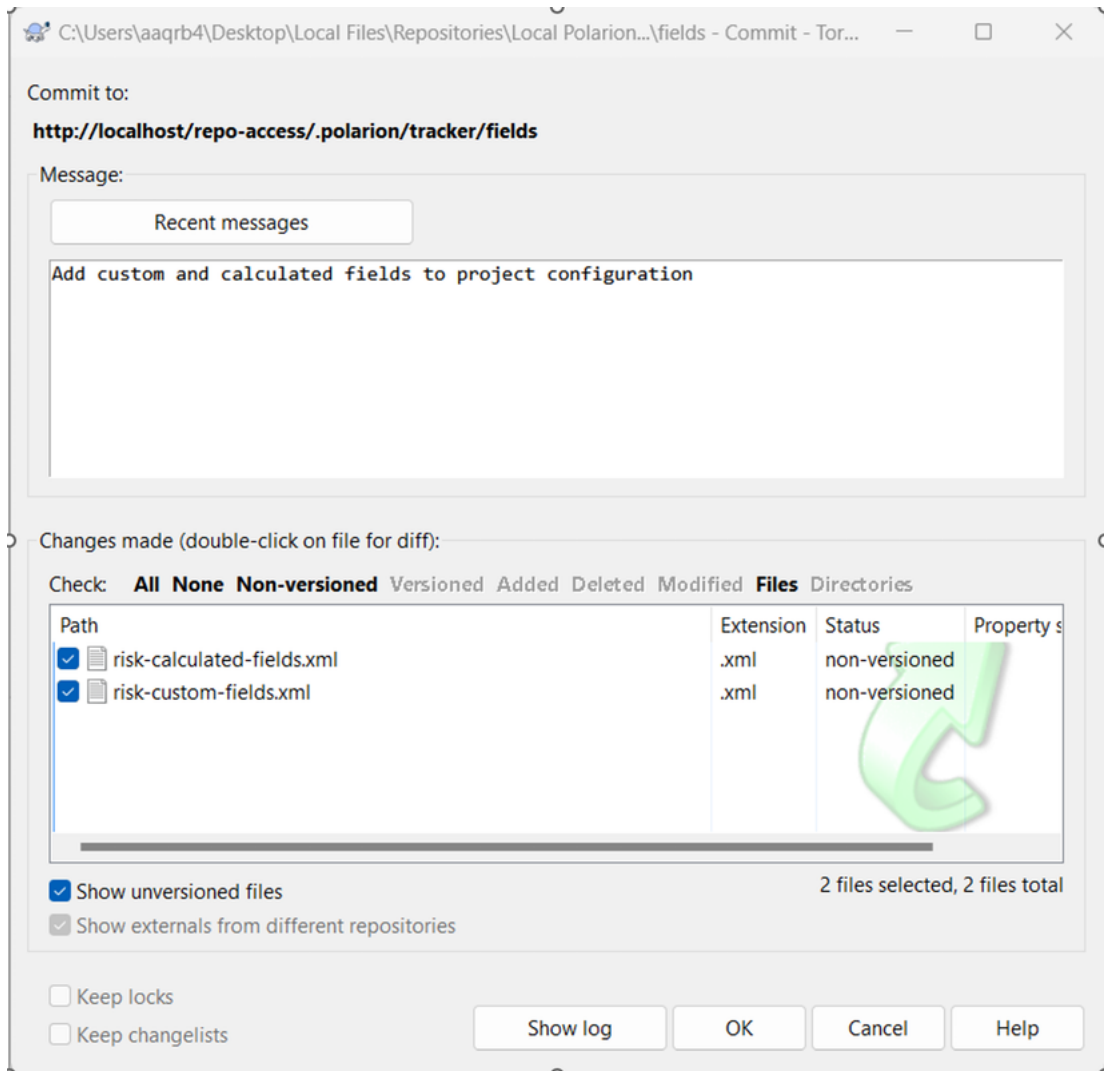 C:\Users\aaqrb4\Desktop\Local Files\Repositories\Local Polarion...\fields - Commit - Tor...
Commit to:
http://localhost/repo-access/.polarion/tracker/fields
Message:
Recent messages
Add custom and calculated fields to project configuration
Changes made (double-click on file for diff):
Check: All None Non-versioned Versioned Added Deleted Modified Files Directories
Path Extension Status Property s
risk-calculated-fields.xml .xml non-versioned
risk-custom-fields.xml .xml non-versioned
Show unversioned files 2 files selected, 2 files total
Show externals from different repositories
Keep locks
Keep changelists
Show log OK Cancel Help